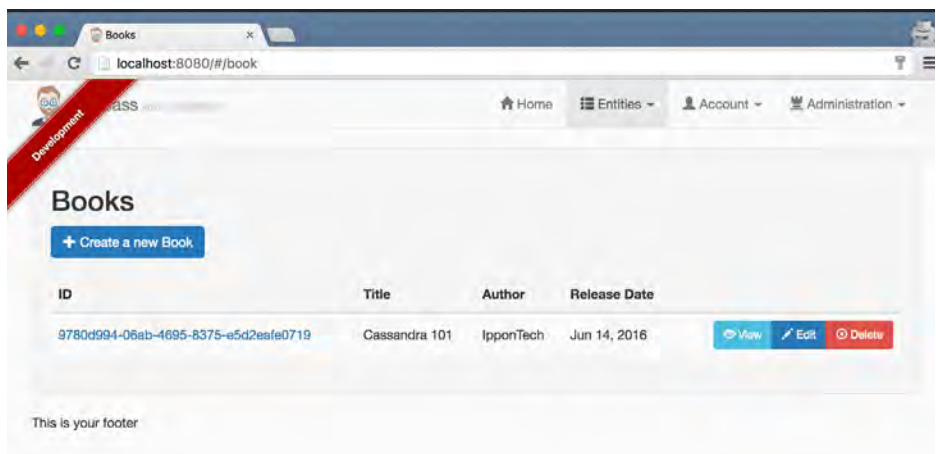 Books
localhost:8080/#/book
ass
Home Entities Account Administration
Development
Books
+ Create a new Book
ID Title Author Release Date
9780d994-06ab-4695-8375-e5d2eafe0719 Cassandra 101 IpponTech Jun 14, 2016 View Edit Delete
This is your footer